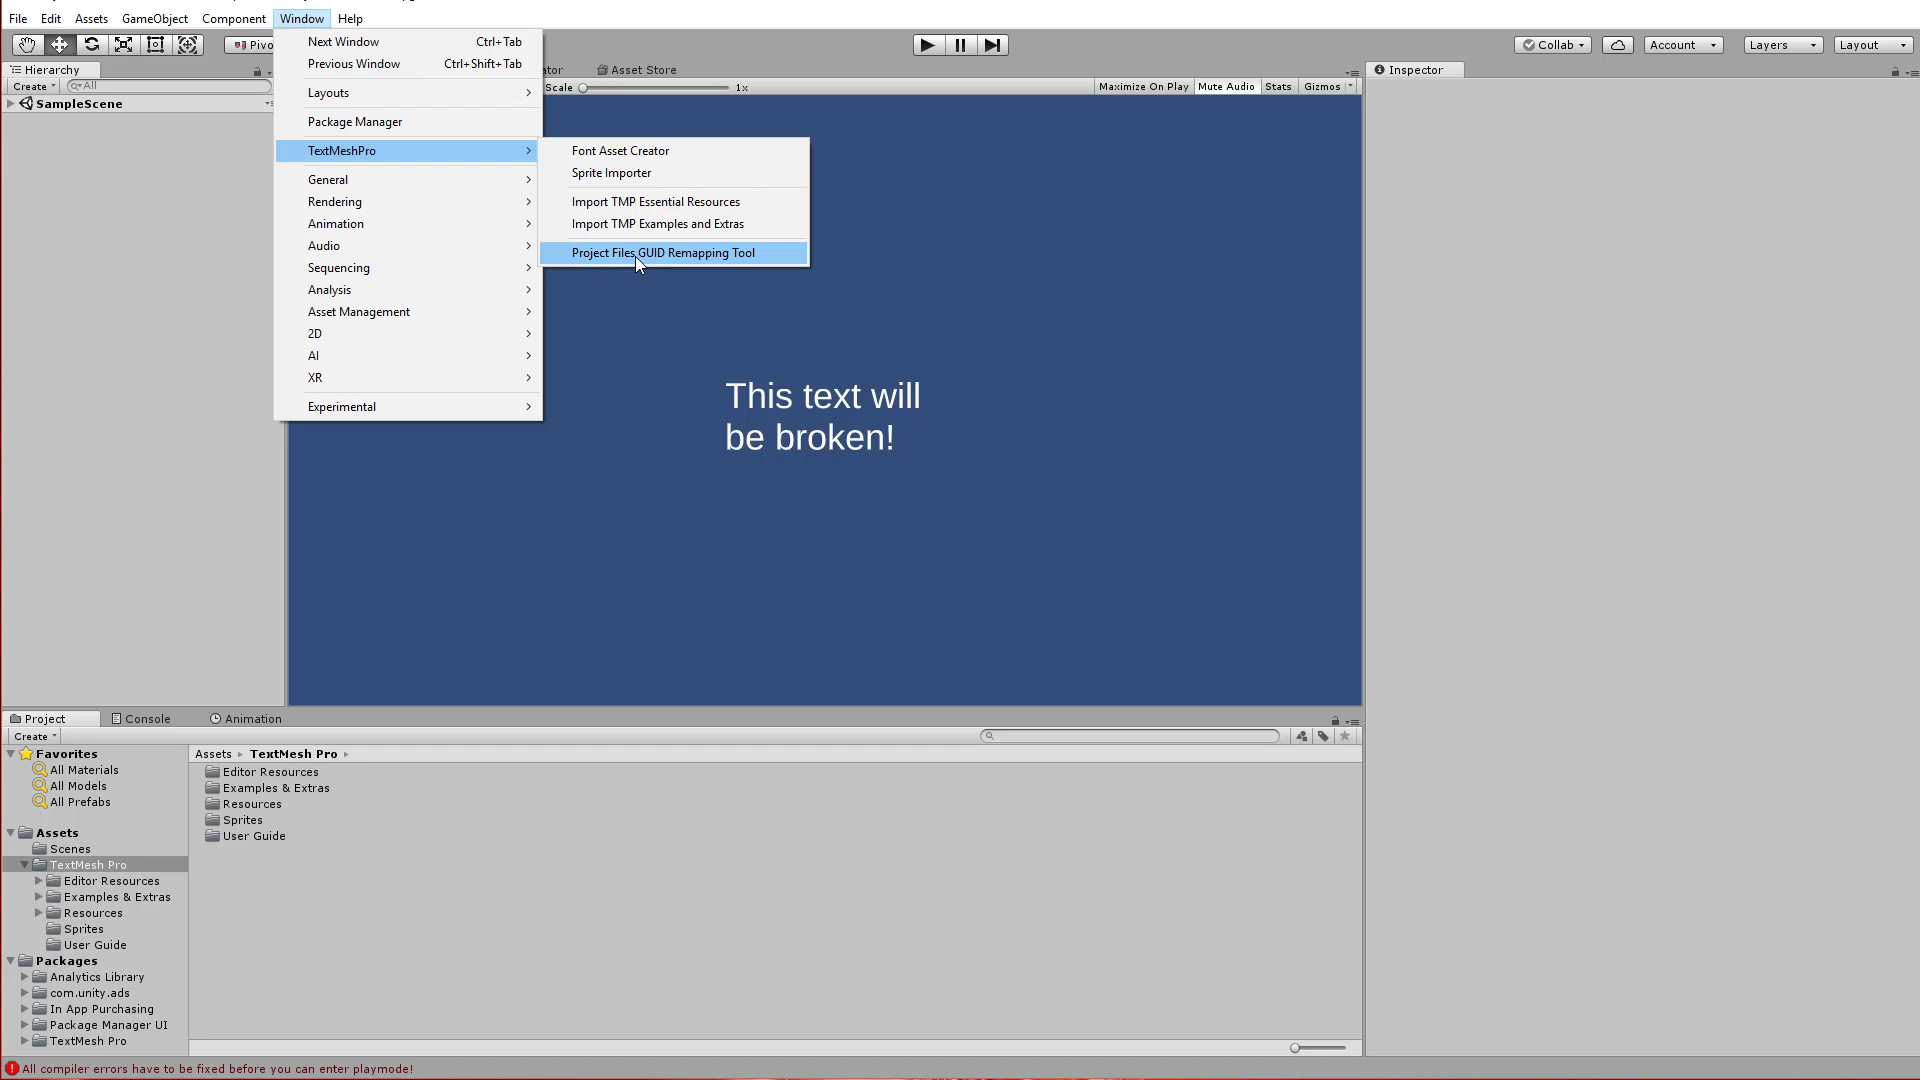 File Edit Assets GameObject Component Window Help
Pivo
Collab
Account
Layers
Layout
Next Window Ctrl+Tab
Previous Window Ctrl+Shift+Tab
Layouts
Package Manager
TextMeshPro
General
Rendering
Animation
Audio
Sequencing
Analysis
Asset Management
2D
AI
XR
Experimental
Font Asset Creator
Sprite Importer
Import TMP Essential Resources
Import TMP Examples and Extras
Project Files GUID Remapping Tool
Hierarchy
Create All
SampleScene
ator Asset Store
Scale 1x
Maximize On Play Mute Audio Stats Gizmos
Inspector
This text will
be broken!
Project Console Animation
Create
Favorites
All Materials
All Models
All Prefabs
Assets
Scenes
TextMesh Pro
Editor Resources
Examples & Extras
Resources
Sprites
User Guide
Packages
Analytics Library
com.unity.ads
In App Purchasing
Package Manager UI
TextMesh Pro
Assets TextMesh Pro
Editor Resources
Examples & Extras
Resources
Sprites
User Guide
All compiler errors have to be fixed before you can enter playmode!